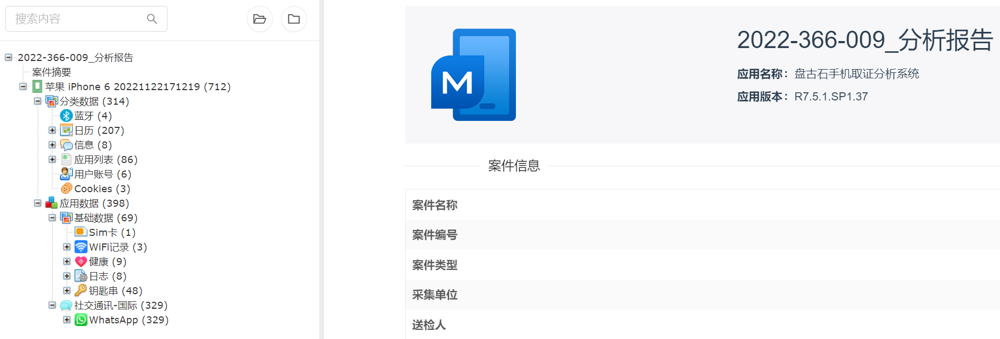 搜索内容
2022-366-009_分析报告
案件摘要
苹果 iPhone 6 20221122171219 (712)
分类数据 (314)
蓝牙 (4)
日历 (207)
信息 (8)
应用列表 (86)
用户账号 (6)
Cookies (3)
应用数据 (398)
基础数据 (69)
Sim卡 (1)
WiFi记录 (3)
健康 (9)
日志 (8)
钥匙串 (48)
社交通讯-国际 (329)
WhatsApp (329)
M
2022-366-009_分析报告
应用名称：盘古石手机取证分析系统
应用版本：R7.5.1.SP1.37
案件信息
案件名称
案件编号
案件类型
采集单位
送检人